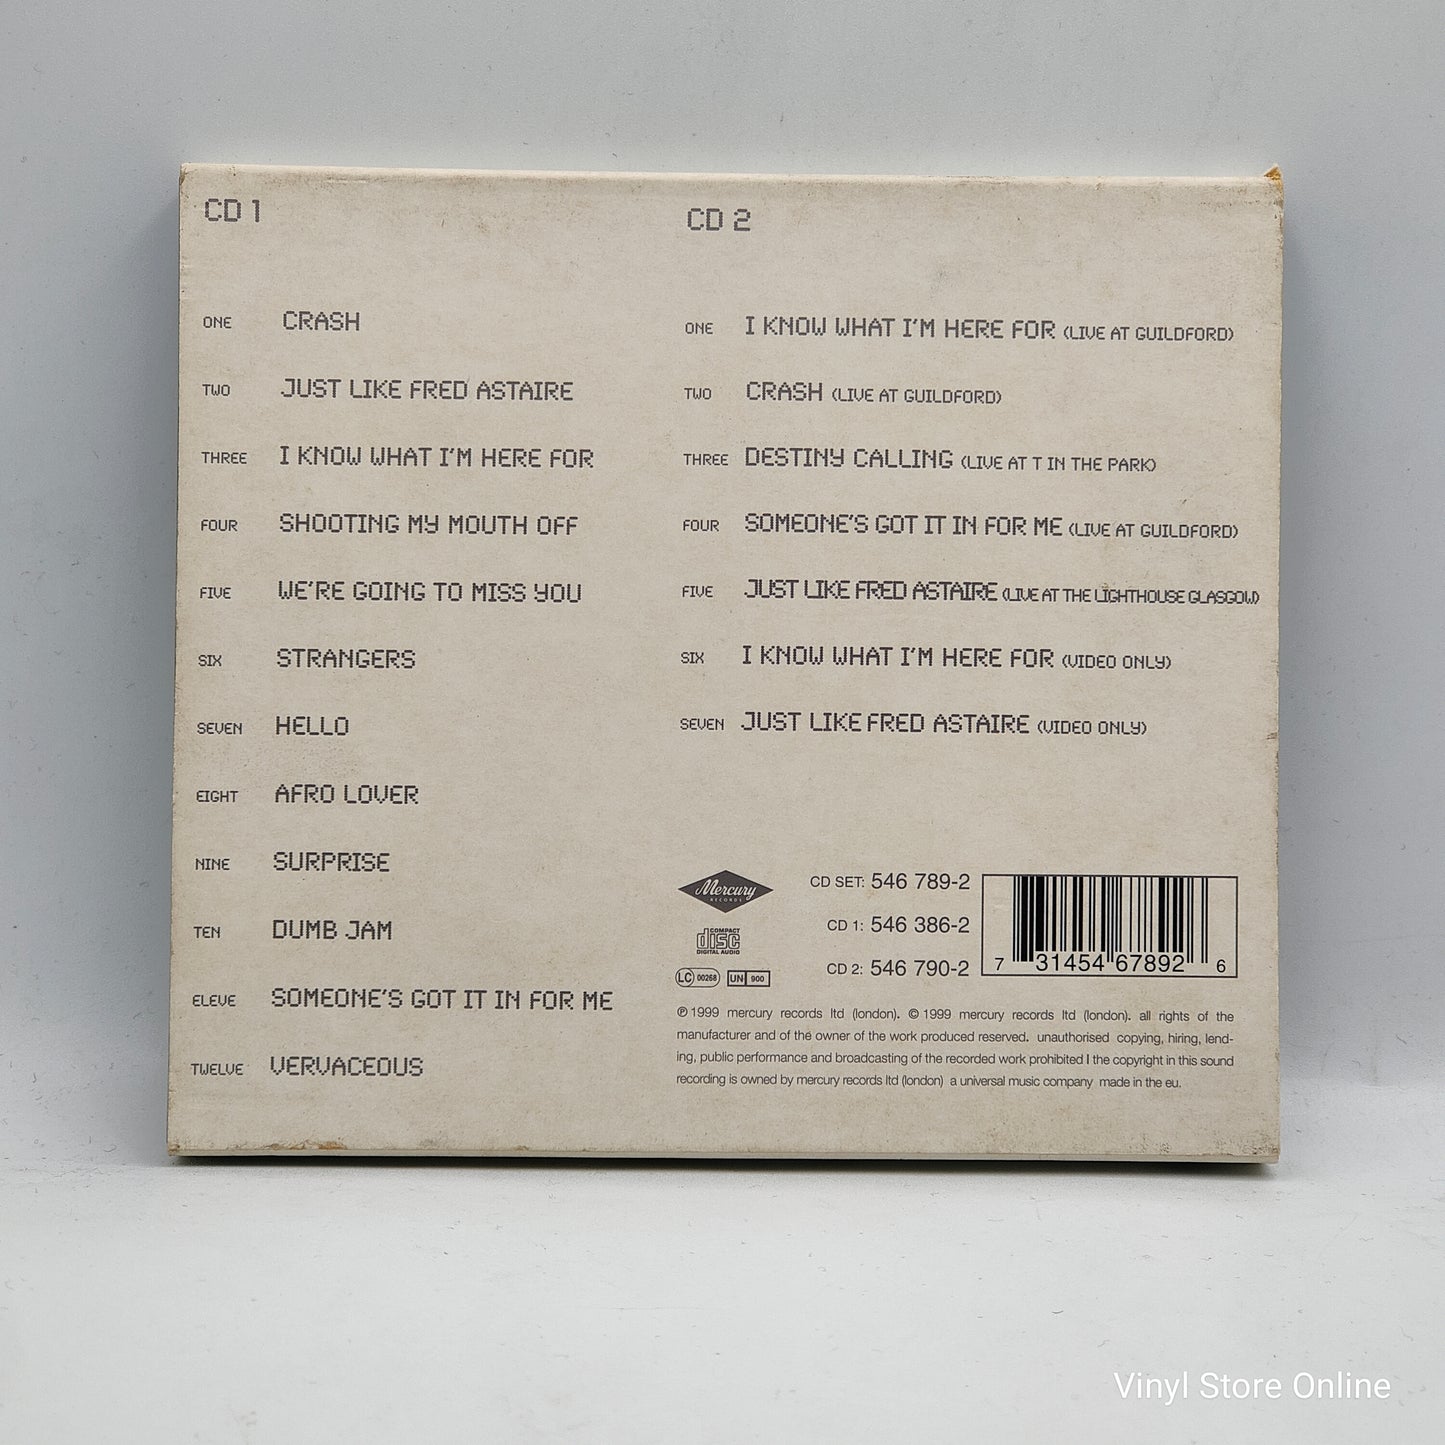 CD 1
ONE CRASH
TWO JUST LIKE FRED ASTAIRE
THREE I KNOW WHAT I'M HERE FOR
FOUR SHOOTING MY MOUTH OFF
FIVE WE'RE GOING TO MISS YOU
SIX STRANGERS
SEVEN HELLO
EIGHT AFRO LOVER
NINE SURPRISE
TEN DUMB JAM
ELEVE SOMEONE'S GOT IT IN FOR ME
TWELVE VERVACEOUS
CD 2
ONE I KNOW WHAT I'M HERE FOR (LIVE AT GUILDFORD)
TWO CRASH (LIVE AT GUILDFORD)
THREE DESTINY CALLING (LIVE AT T IN THE PARK)
FOUR SOMEONE'S GOT IT IN FOR ME (LIVE AT GUILDFORD)
FIVE JUST LIKE FRED ASTAIRE (LIVE AT THE LIGHTHOUSE GLASGOW)
SIX I KNOW WHAT I'M HERE FOR (VIDEO ONLY)
SEVEN JUST LIKE FRED ASTAIRE (VIDEO ONLY)
Mercury
RECORDS
COMPACT
disc
DIGITAL AUDIO
LC 00268 UN 900
CD SET: 546 789-2
CD 1: 546 386-2
CD 2: 546 790-2
7 31454 67892 6
℗ 1999 mercury records ltd (london). © 1999 mercury records ltd (london). all rights of the
manufacturer and of the owner of the work produced reserved. unauthorised copying, hiring, lend-
ing, public performance and broadcasting of the recorded work prohibited I the copyright in this sound
recording is owned by mercury records ltd (london) a universal music company made in the eu.
Vinyl Store Online